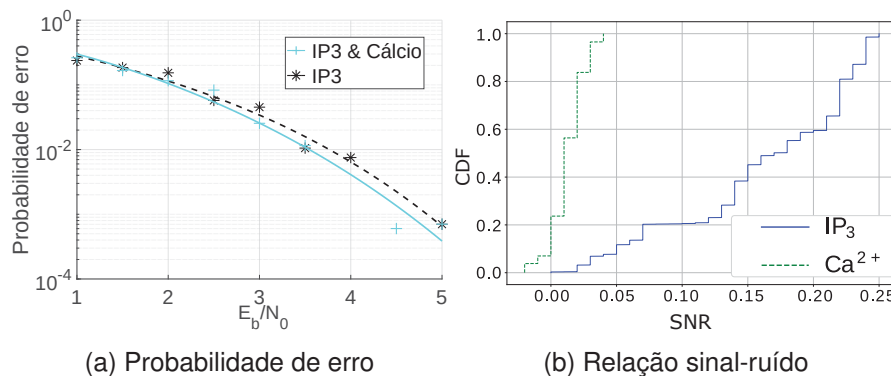 10^0
10^-2
10^-4
Probabilidade de erro
IP3 & Cálcio
IP3
1 2 3 4 5
E_b/N_0
(a) Probabilidade de erro
1.0
0.8
0.6
0.4
0.2
0.0
CDF
IP_3
Ca^2+
0.00 0.05 0.10 0.15 0.20 0.25
SNR
(b) Relação sinal-ruído